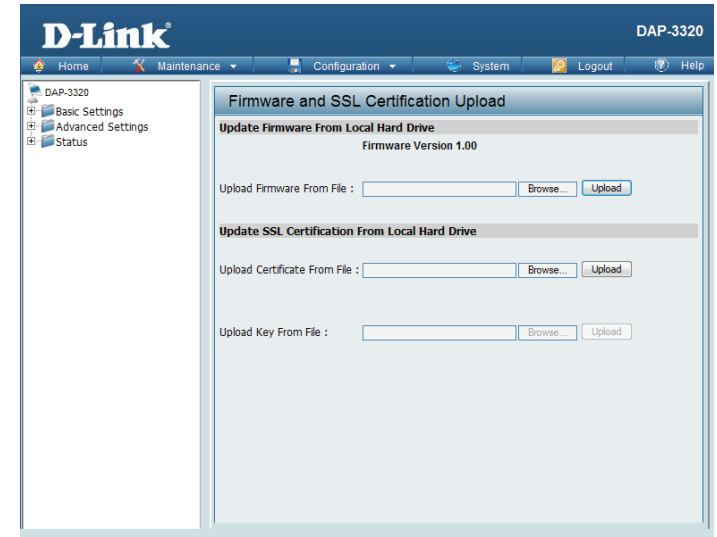 D-Link®
DAP-3320
Home Maintenance Configuration System Logout Help
DAP-3320
Basic Settings
Advanced Settings
Status
Firmware and SSL Certification Upload
Update Firmware From Local Hard Drive
Firmware Version 1.00
Upload Firmware From File : Browse... Upload
Update SSL Certification From Local Hard Drive
Upload Certificate From File : Browse... Upload
Upload Key From File : Browse... Upload